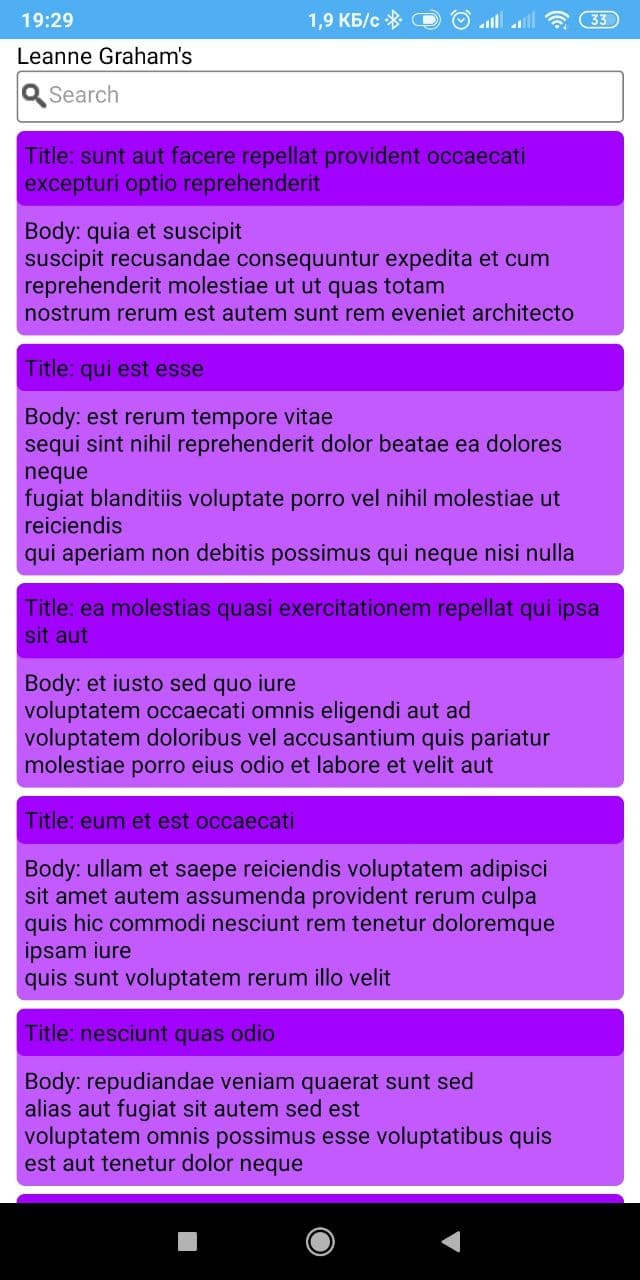 19:29 1,9 КБ/с 33
Leanne Graham's
Search
Title: sunt aut facere repellat provident occaecati
excepturi optio reprehenderit
Body: quia et suscipit
suscipit recusandae consequuntur expedita et cum
reprehenderit molestiae ut ut quas totam
nostrum rerum est autem sunt rem eveniet architecto
Title: qui est esse
Body: est rerum tempore vitae
sequi sint nihil reprehenderit dolor beatae ea dolores
neque
fugiat blanditiis voluptate porro vel nihil molestiae ut
reiciendis
qui aperiam non debitis possimus qui neque nisi nulla
Title: ea molestias quasi exercitationem repellat qui ipsa
sit aut
Body: et iusto sed quo iure
voluptatem occaecati omnis eligendi aut ad
voluptatem doloribus vel accusantium quis pariatur
molestiae porro eius odio et labore et velit aut
Title: eum et est occaecati
Body: ullam et saepe reiciendis voluptatem adipisci
sit amet autem assumenda provident rerum culpa
quis hic commodi nesciunt rem tenetur doloremque
ipsam iure
quis sunt voluptatem rerum illo velit
Title: nesciunt quas odio
Body: repudiandae veniam quaerat sunt sed
alias aut fugiat sit autem sed est
voluptatem omnis possimus esse voluptatibus quis
est aut tenetur dolor neque